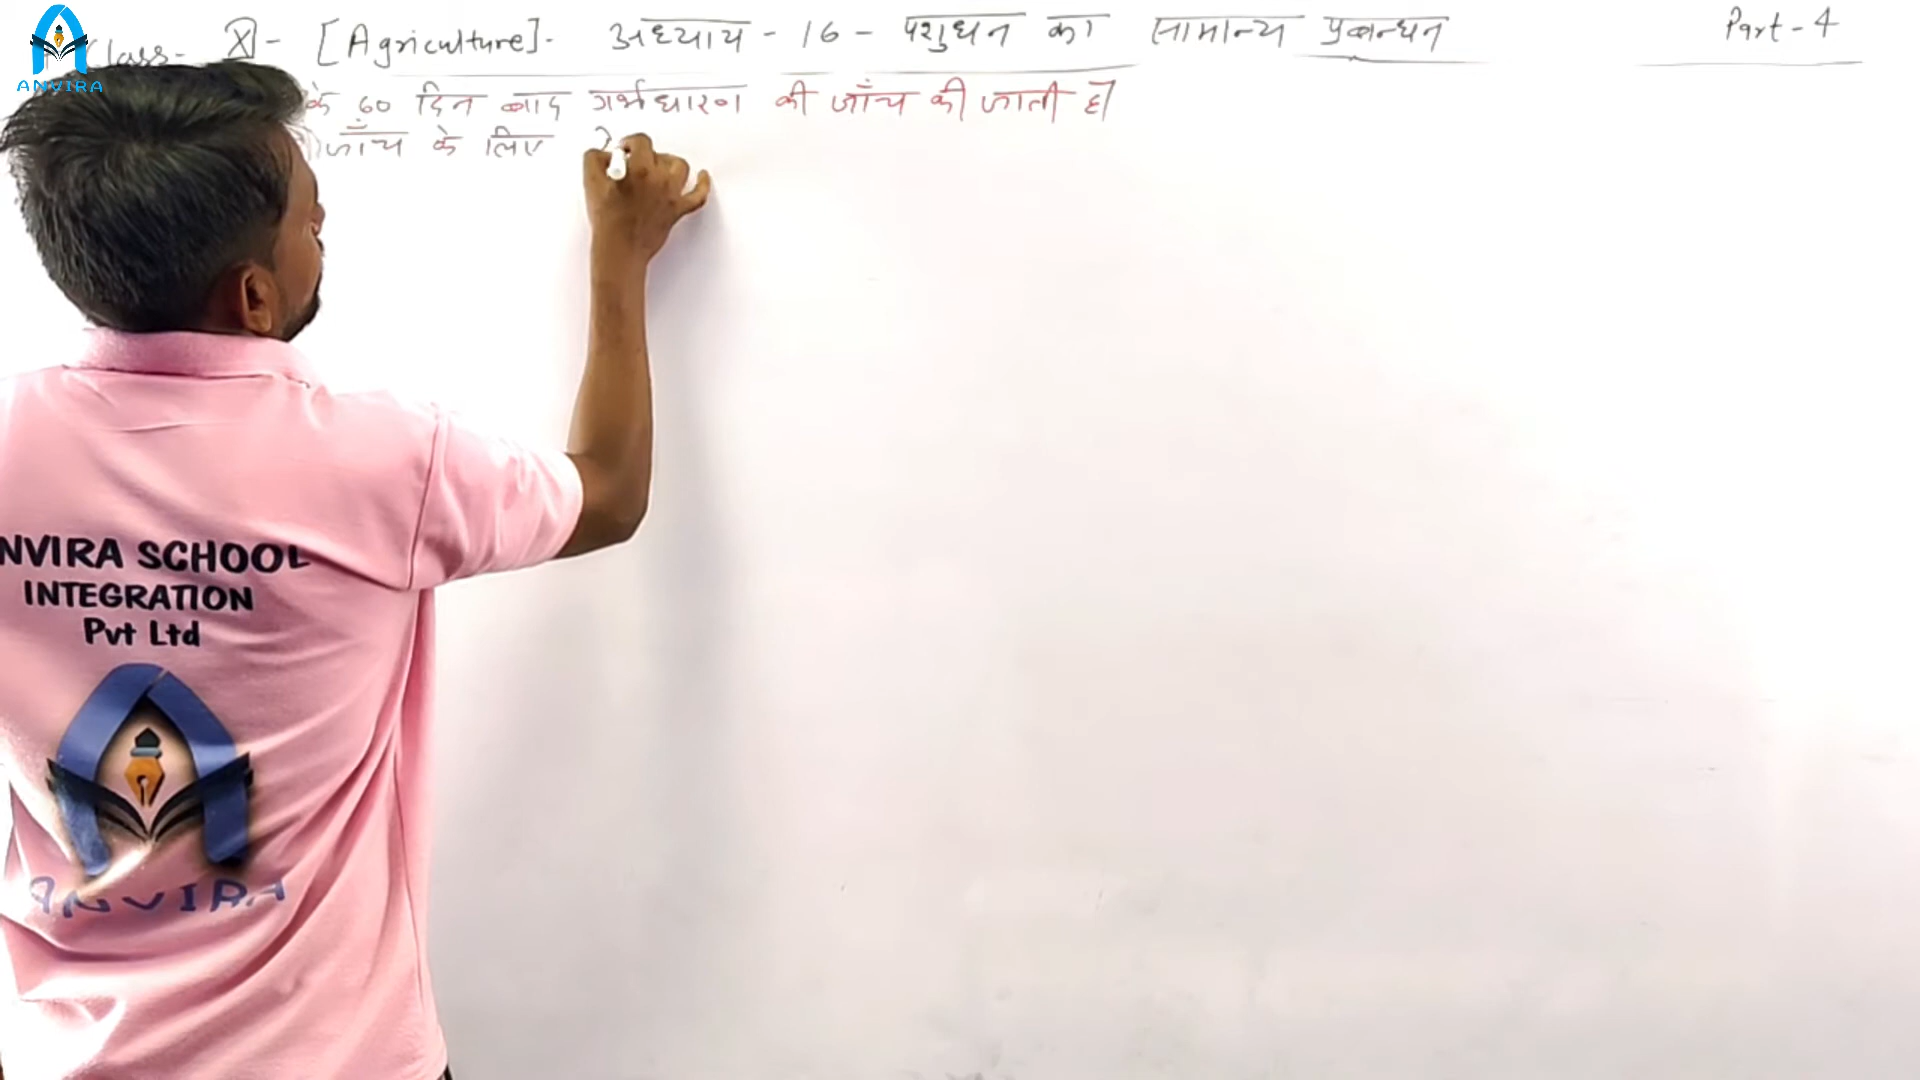 Class - X - [Agriculture]. अध्याय - 16 - पशुधन का सामान्य प्रबन्धन Part - 4
के 60 दिन बाद गर्भधारण की जाँच की जाती है
जाँच के लिए
ANVIRA
NVIRA SCHOOL
INTEGRATION
Pvt Ltd
ANVIRA